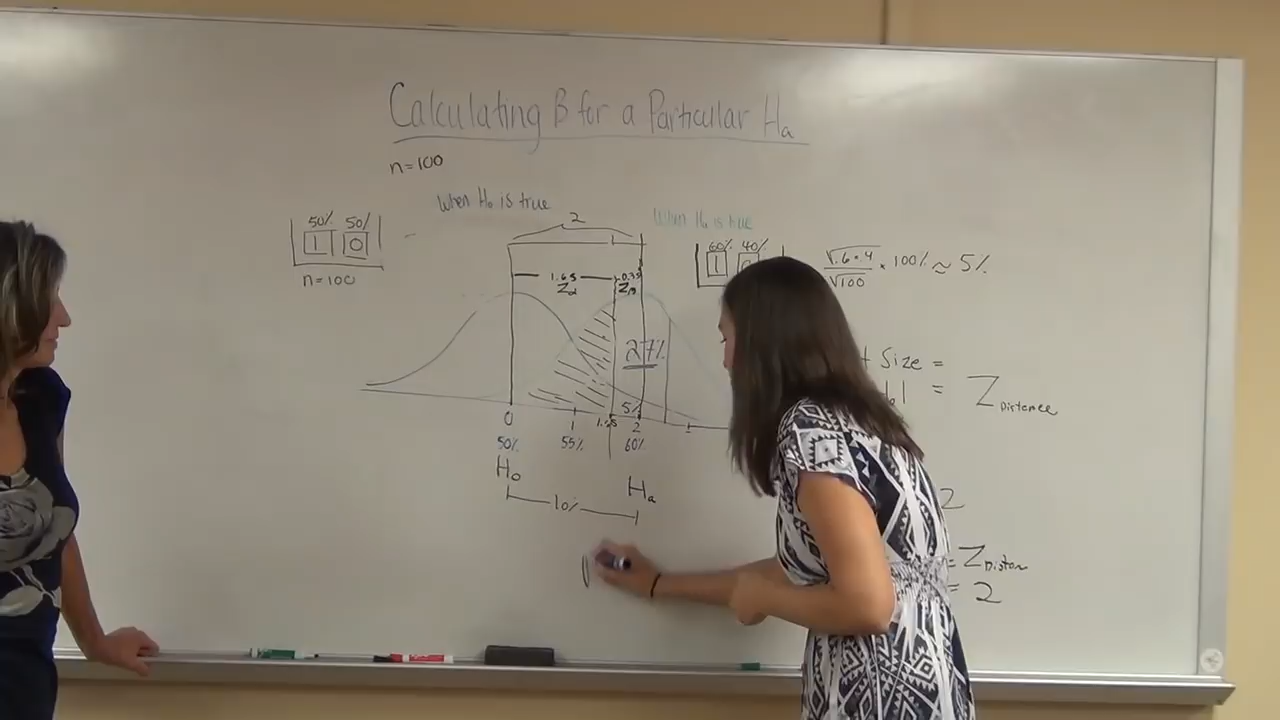 Calculating B for a Particular Ha
n=100
When Ho is true
2
When Ha is true
50% 50%
1 0
n=100
1.65
Zα
-0.35
Zβ
60% 40%
1
√.6*.4
√100
* 100% ≈ 5%
27%
Size =
= Z Distance
5%
0 1 1.65 2
50% 55% 60%
Ho
Ha
10%
2
= Z Distan
= 2